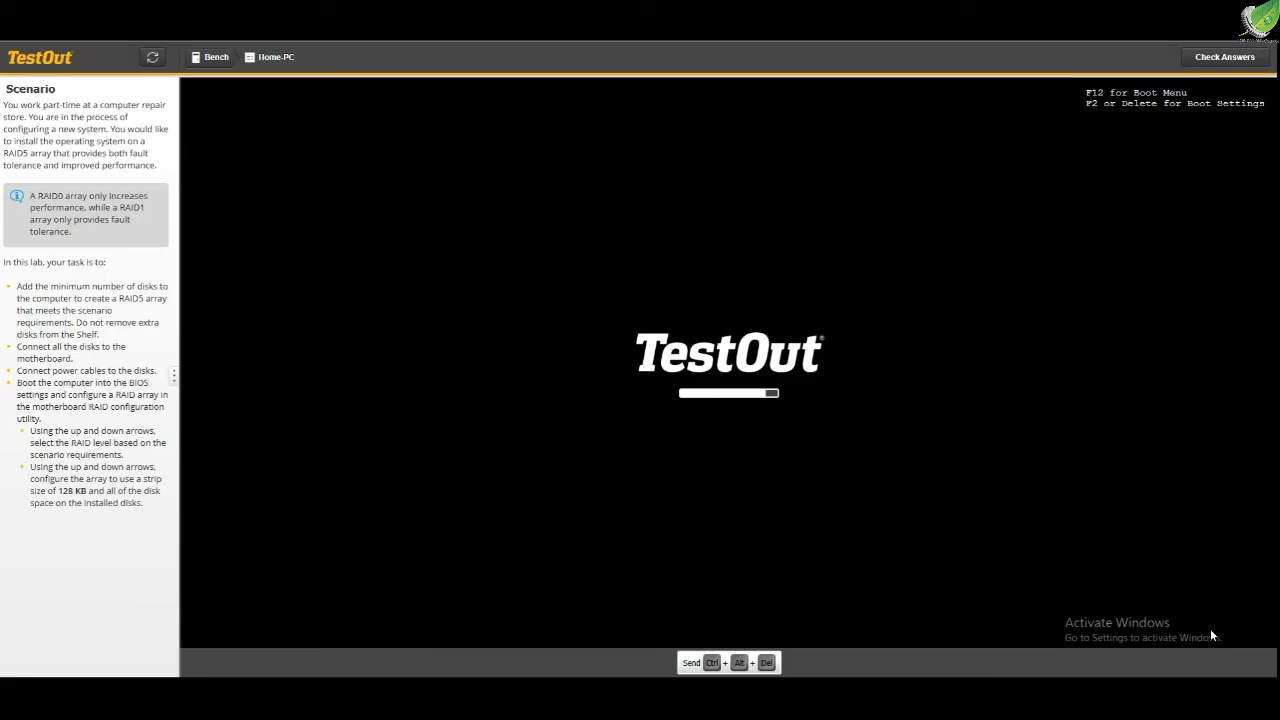 TestOut
Bench
Home-PC
Check Answers
Scenario
You work part-time at a computer repair
store. You are in the process of
configuring a new system. You would like
to install the operating system on a
RAID5 array that provides both fault
tolerance and improved performance.
A RAID0 array only increases
performance, while a RAID1
array only provides fault
tolerance.
In this lab, your task is to:
Add the minimum number of disks to
the computer to create a RAID5 array
that meets the scenario
requirements. Do not remove extra
disks from the Shelf.
Connect all the disks to the
motherboard.
Connect power cables to the disks.
Boot the computer into the BIOS
settings and configure a RAID array in
the motherboard RAID configuration
utility.
Using the up and down arrows,
select the RAID level based on the
scenario requirements.
Using the up and down arrows,
configure the array to use a strip
size of 128 KB and all of the disk
space on the installed disks.
F12 for Boot Menu
F2 or Delete for Boot Settings
TestOut®
Activate Windows
Go to Settings to activate Windows.
Send Ctrl + Alt + Del